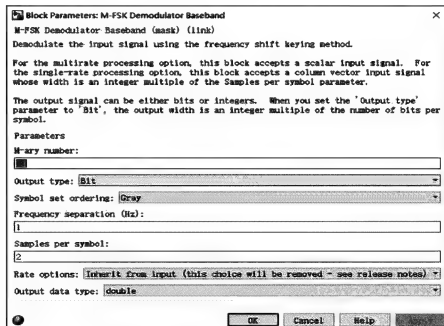 Block Parameters: M-FSK Demodulator Baseband
M-FSK Demodulator Baseband (mask) (link)
Demodulate the input signal using the frequency shift keying method.
For the multirate processing option, this block accepts a scalar input signal. For
the single-rate processing option, this block accepts a column vector input signal
whose width is an integer multiple of the Samples per symbol parameter.
The output signal can be either bits or integers. When you set the 'Output type'
parameter to 'Bit', the output width is an integer multiple of the number of bits per
symbol.
Parameters
M-ary number:
Output type: Bit
Symbol set ordering: Gray
Frequency separation (Hz):
1
Samples per symbol:
2
Rate options: Inherit from input (this choice will be removed - see release notes)
Output data type: double
OK Cancel Help Apply